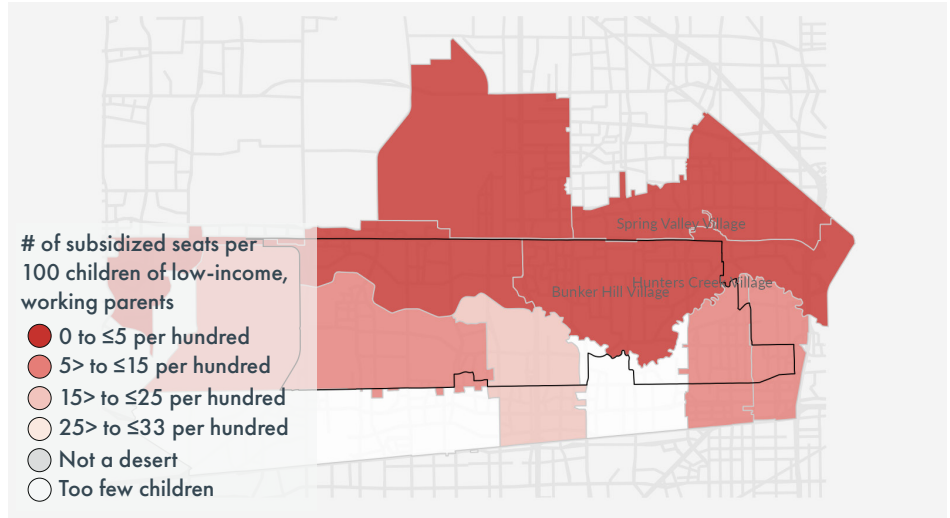 Spring Valley Village
# of subsidized seats per
100 children of low-income,
working parents
Hunters Creek Village
Bunker Hill Village
0 to ≤5 per hundred
5> to ≤15 per hundred
15> to ≤25 per hundred
25> to ≤33 per hundred
Not a desert
Too few children